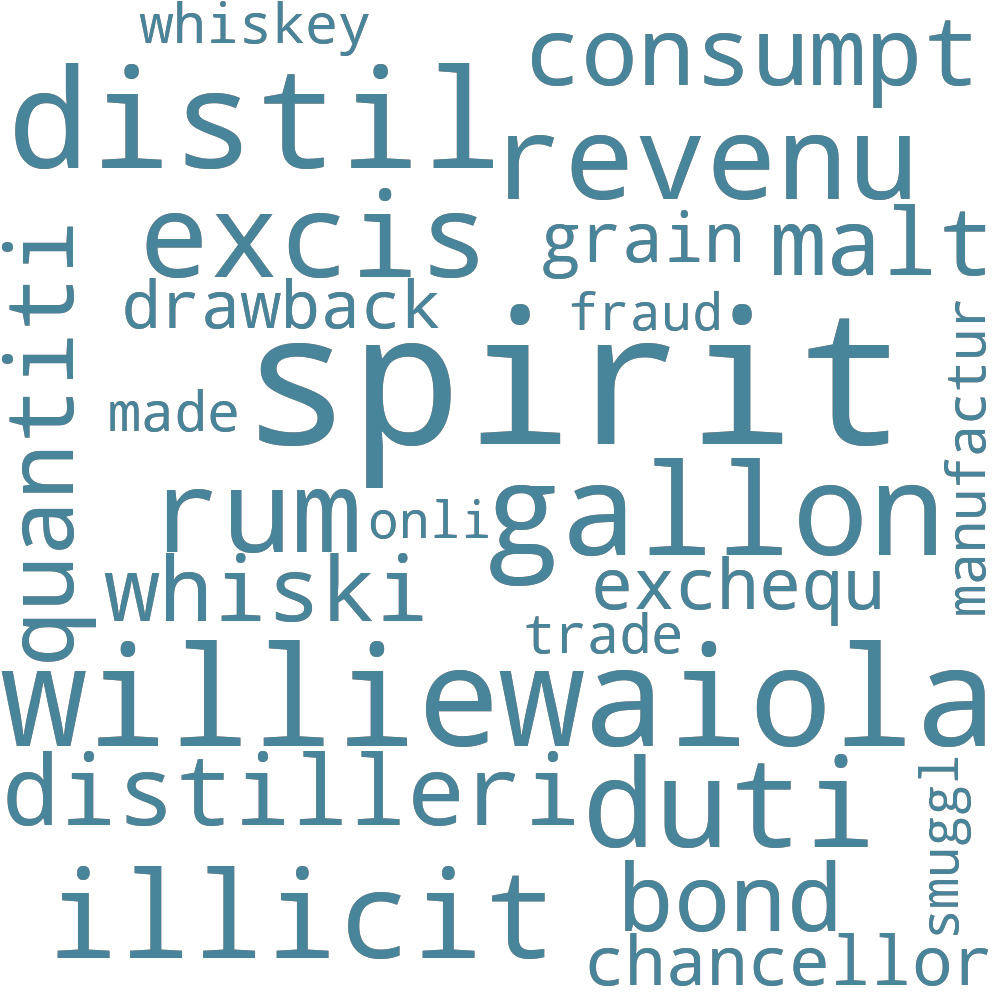 whiskey
consumpt
distil
revenu
excis
grain
malt
drawback
fraud
spirit
quantiti
manufactur
made
rum
onli
gallon
whiski
exchequ
trade
williewaiola
distilleri
duti
smuggl
illicit
bond
chancellor